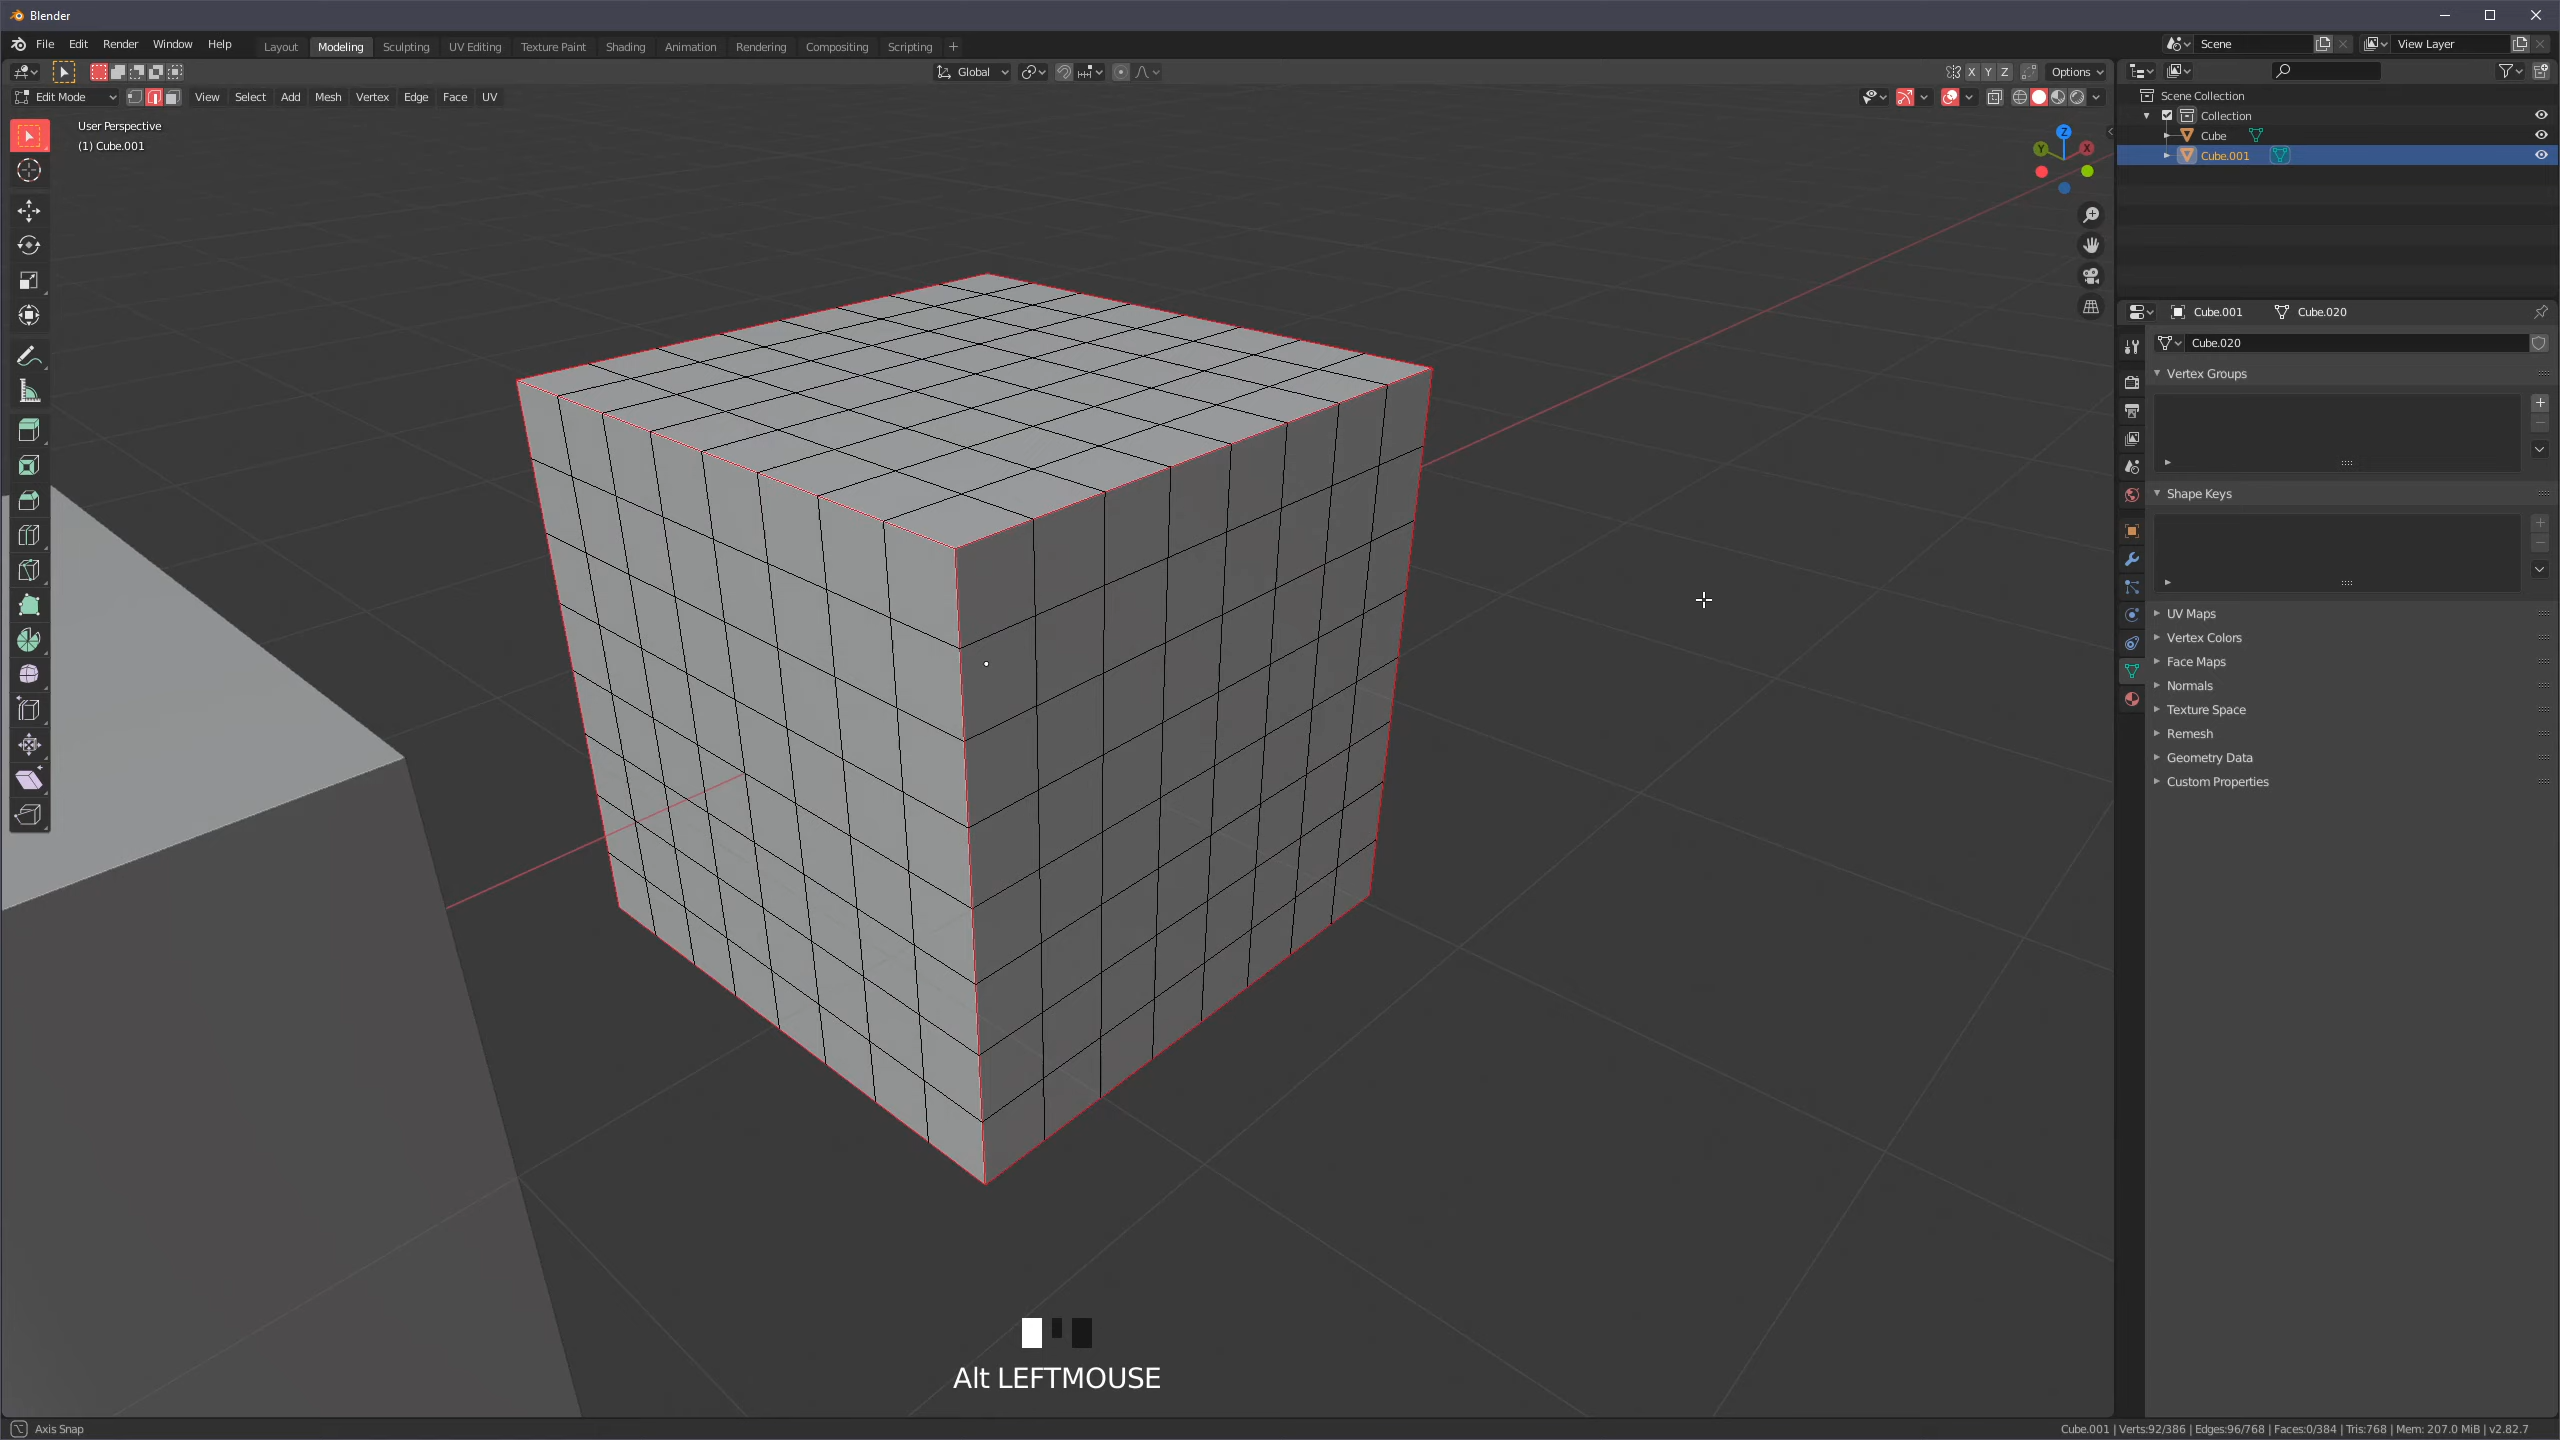 Blender
File Edit Render Window Help Layout Modeling Sculpting UV Editing Texture Paint Shading Animation Rendering Compositing Scripting + Scene View Layer
Global X Y Z Options
Edit Mode View Select Add Mesh Vertex Edge Face UV
User Perspective
(1) Cube.001
Z
Y X
Scene Collection
Collection
Cube
Cube.001
Cube.001 Cube.020
Cube.020
Vertex Groups
Shape Keys
UV Maps
Vertex Colors
Face Maps
Normals
Texture Space
Remesh
Geometry Data
Custom Properties
Alt LEFTMOUSE
Axis Snap
Cube.001 | Verts:92/386 | Edges:96/768 | Faces:0/384 | Tris:768 | Mem: 207.0 MiB | v2.82.7